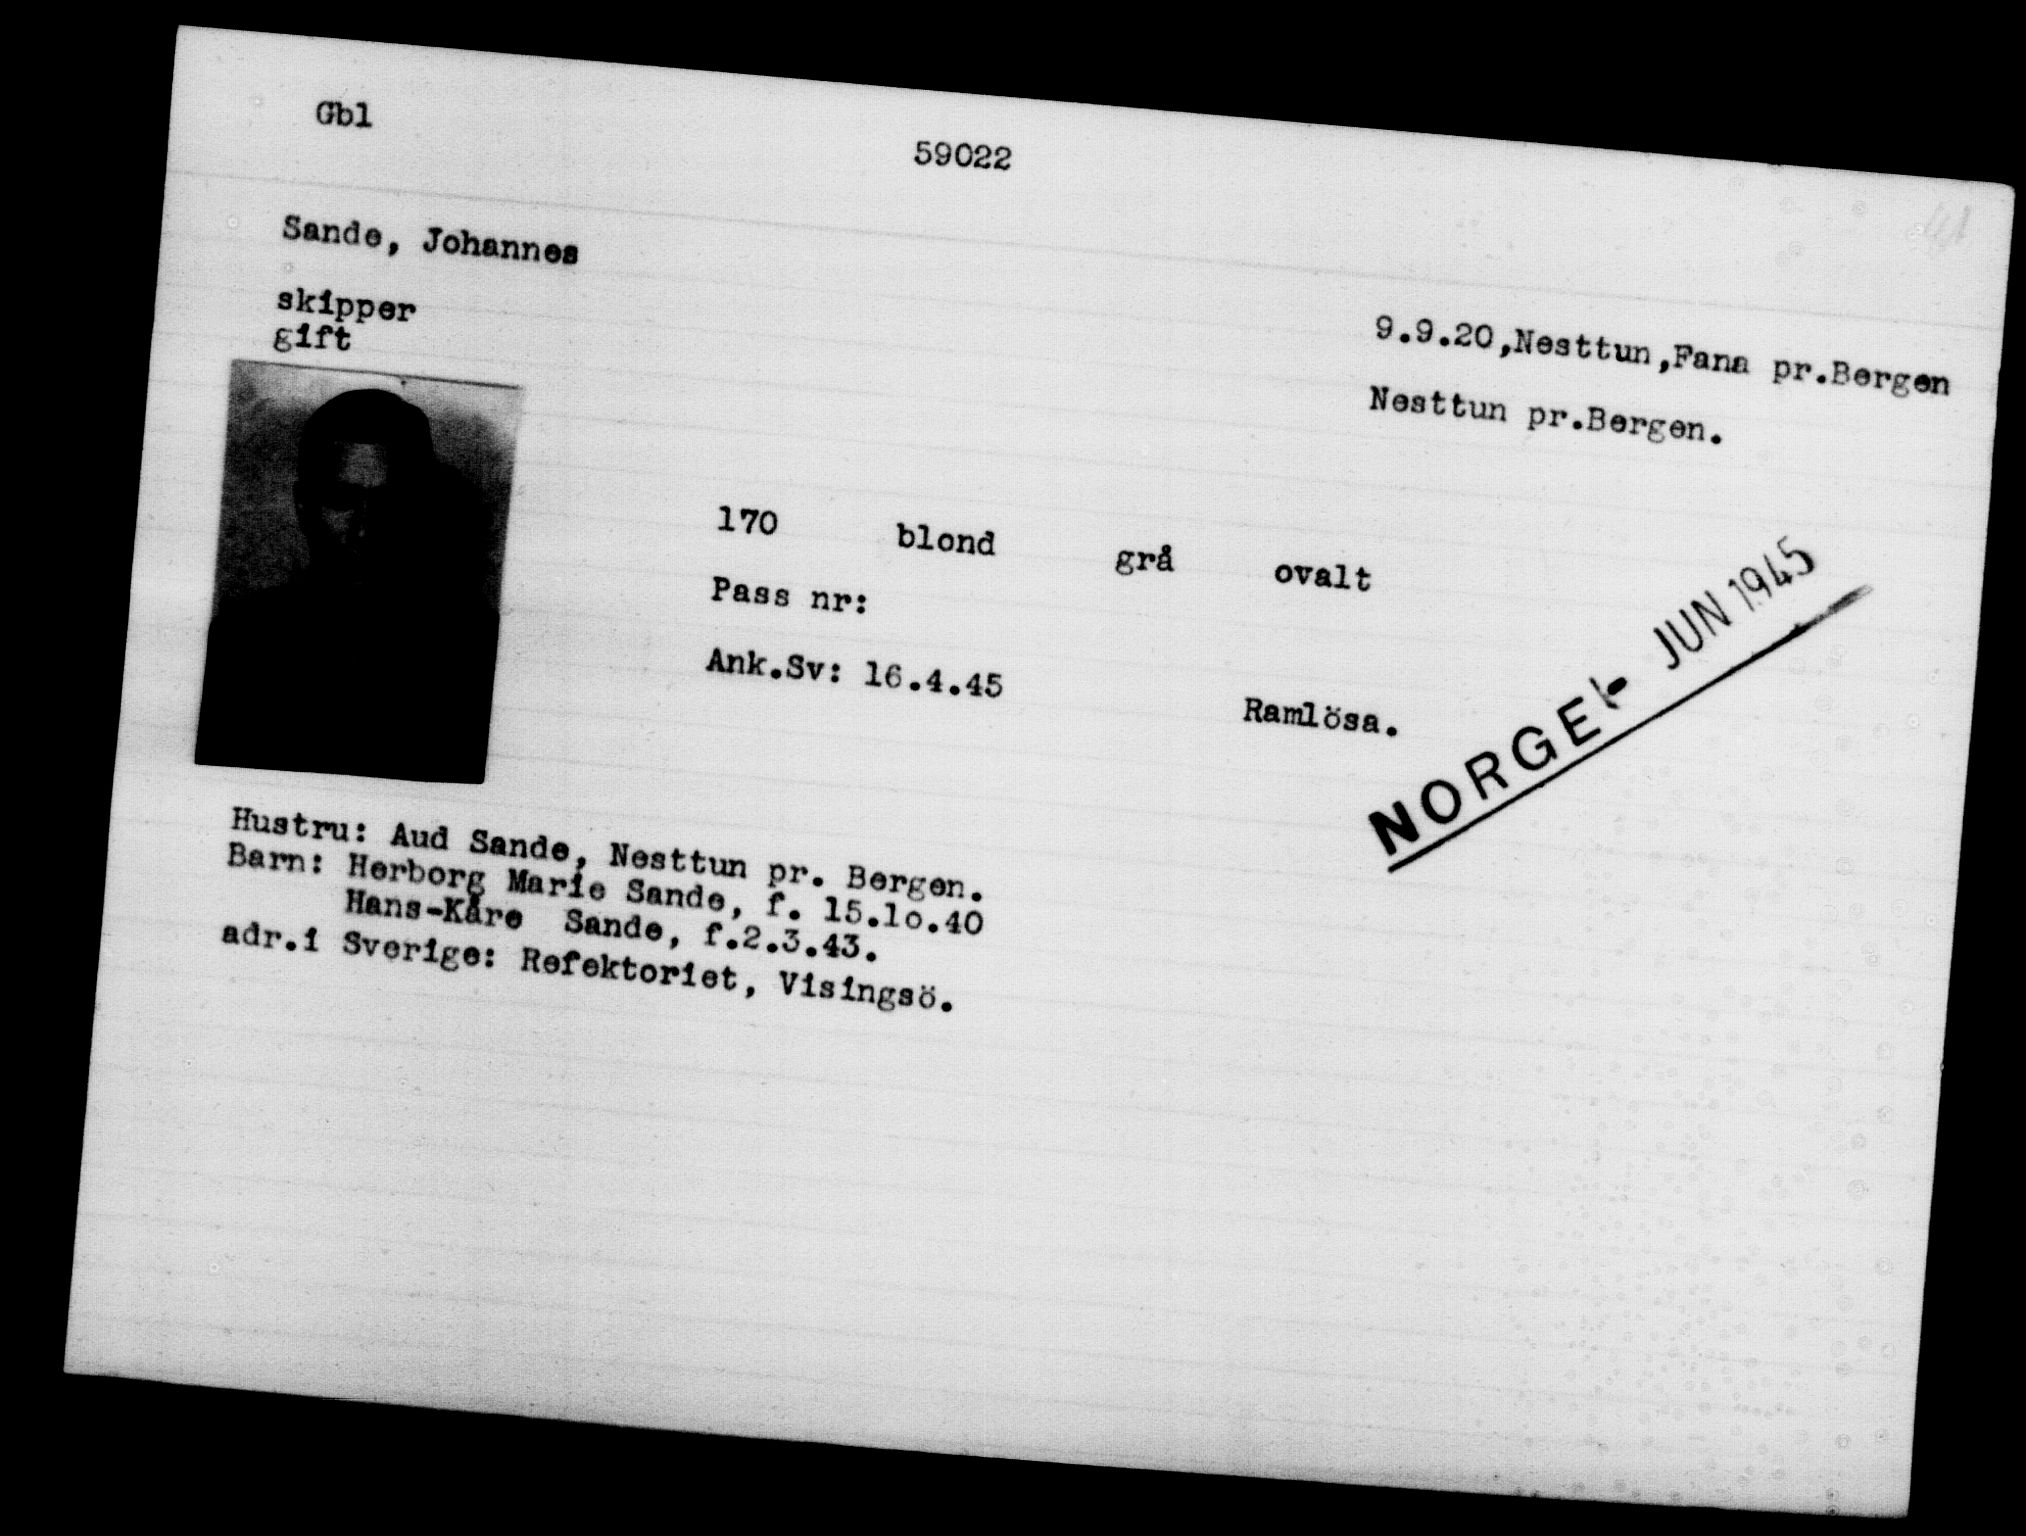 Gbl
59022
Sande, Johannes
skipper
gift
9.9.20,Nesttun,Fana pr.Bergen
Nesttun pr.Bergen.
170 blond grå ovalt
Pass nr:
Ank.Sv: 16.4.45 Ramlösa.
NORGE - JUN 1945
Hustru: Aud Sande, Nesttun pr. Bergen.
Barn: Herborg Marie Sande, f. 15.10.40
Hans-Kåre Sande, f.2.3.43.
adr.i Sverige: Refektoriet, Visingsö.